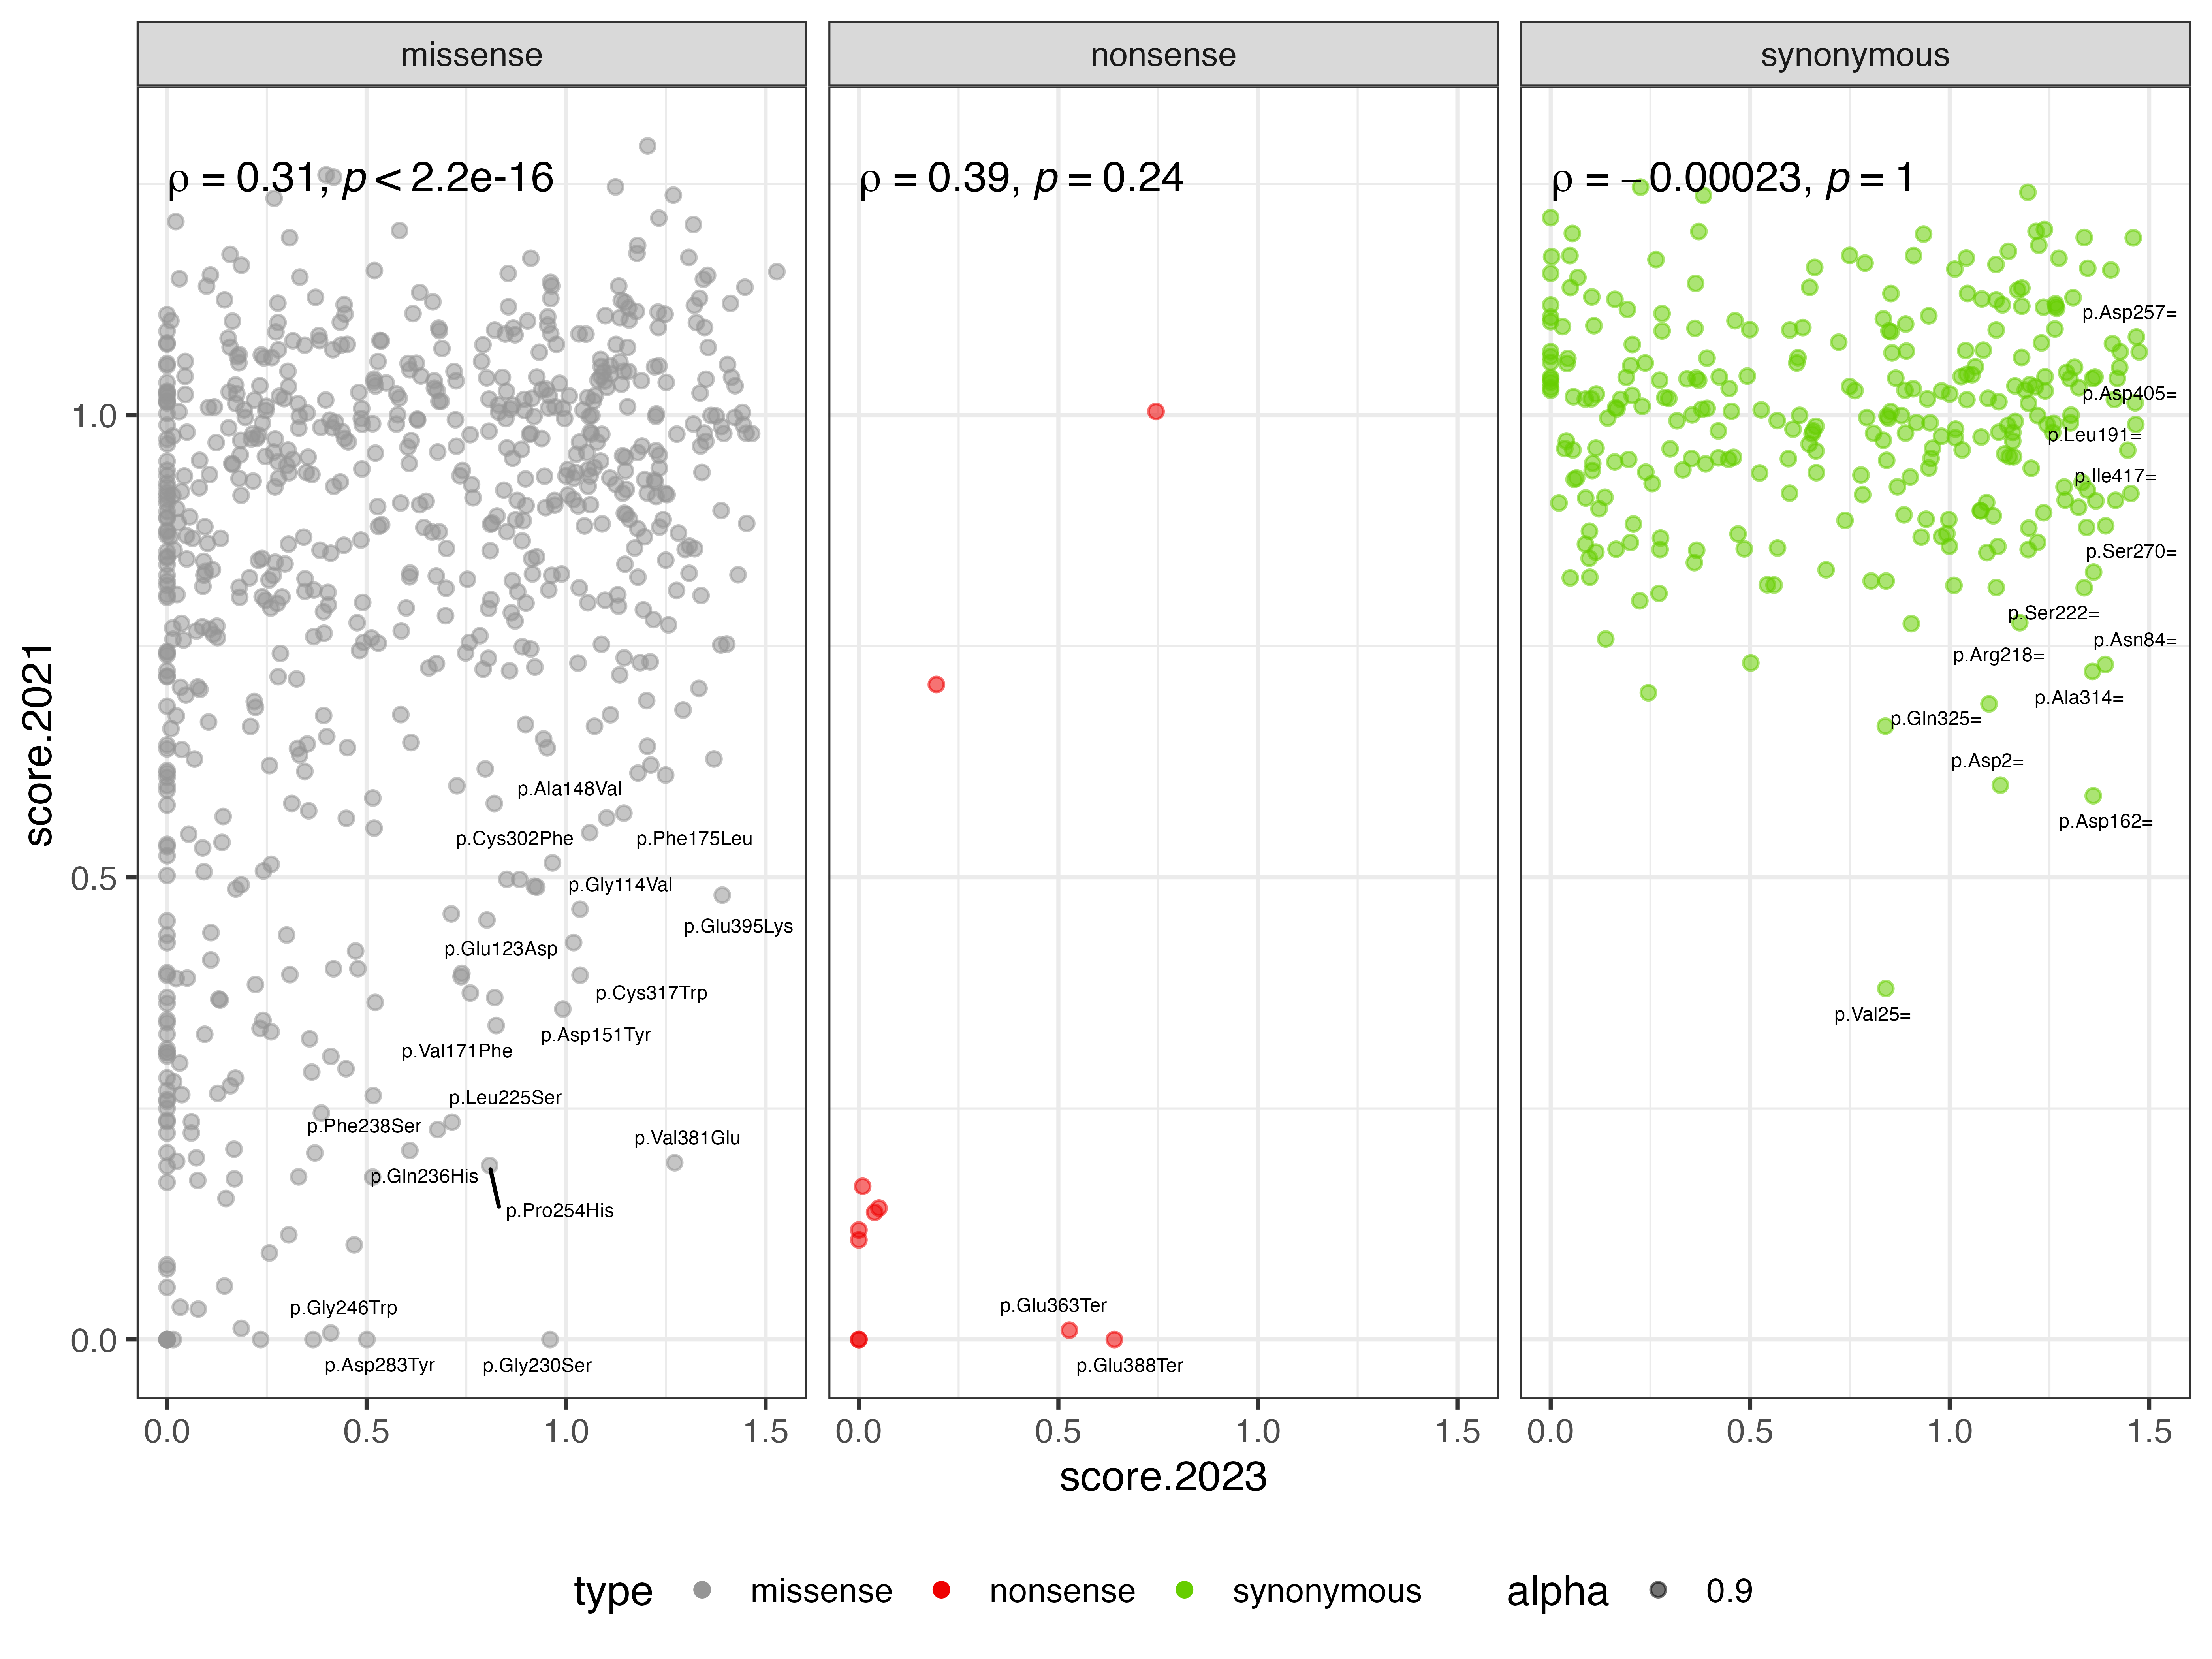 missense
nonsense
synonymous
ρ = 0.31, p < 2.2e-16
ρ = 0.39, p = 0.24
ρ = −0.00023, p = 1
score.2021
1.0
0.5
0.0
p.Ala148Val
p.Cys302Phe
p.Phe175Leu
p.Gly114Val
p.Glu395Lys
p.Glu123Asp
p.Cys317Trp
p.Asp151Tyr
p.Val171Phe
p.Leu225Ser
p.Phe238Ser
p.Val381Glu
p.Gln236His
p.Pro254His
p.Gly246Trp
p.Asp283Tyr
p.Gly230Ser
p.Glu363Ter
p.Glu388Ter
p.Asp257=
p.Asp405=
p.Leu191=
p.Ile417=
p.Ser270=
p.Ser222=
p.Asn84=
p.Arg218=
p.Ala314=
p.Gln325=
p.Asp2=
p.Asp162=
p.Val25=
0.0 0.5 1.0 1.5
0.0 0.5 1.0 1.5
0.0 0.5 1.0 1.5
score.2023
type missense nonsense synonymous alpha 0.9